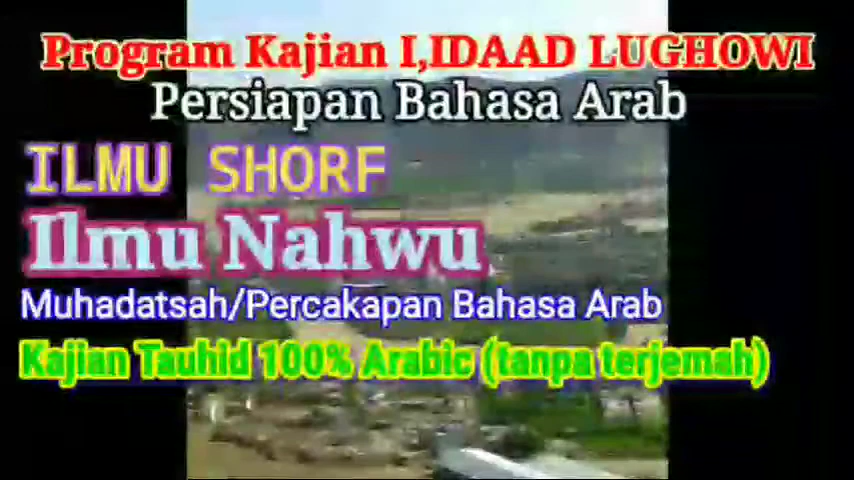 Program Kajian I,IDAAD LUGHOWI
Persiapan Bahasa Arab
ILMU SHORF
Ilmu Nahwu
Muhadatsah/Percakapan Bahasa Arab
Kajian Tauhid 100% Arabic (tanpa terjemah)